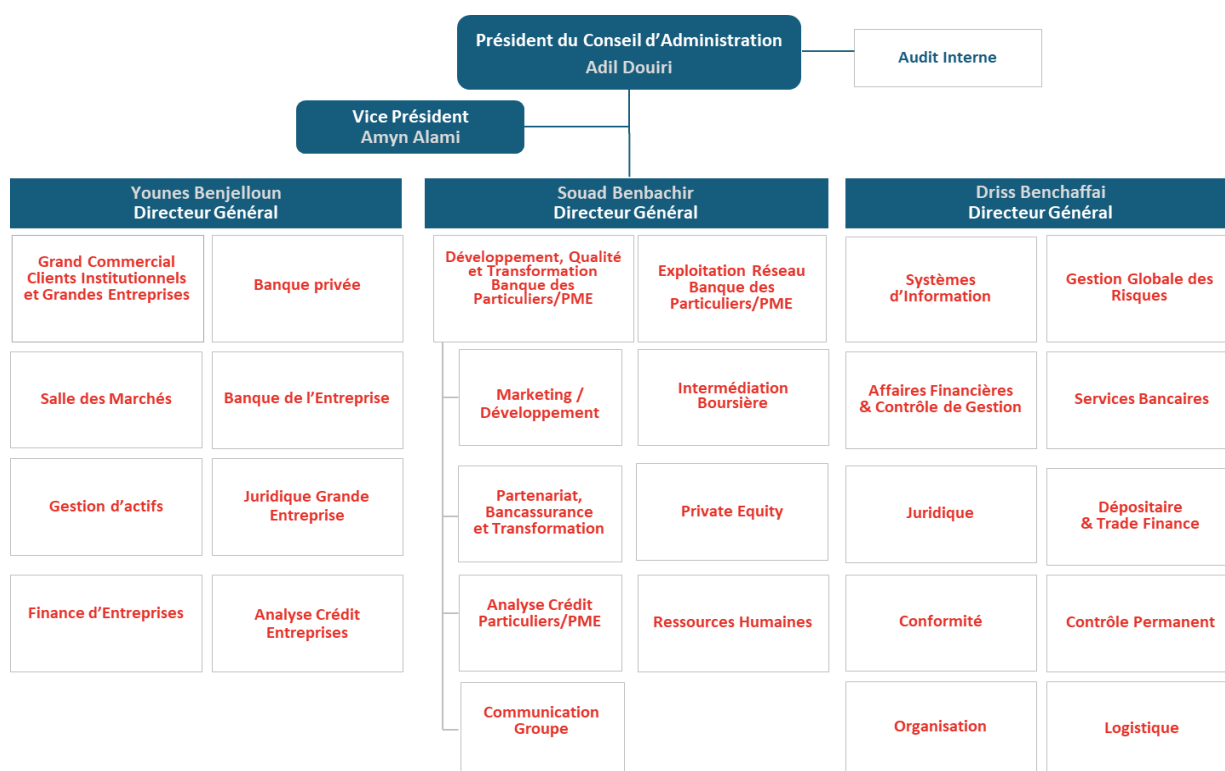 Président du Conseil d'Administration
Adil Douiri
Audit Interne
Vice Président
Amyn Alami
Younes Benjelloun
Directeur Général
Grand Commercial
Clients Institutionnels
et Grandes Entreprises
Banque privée
Salle des Marchés
Banque de l'Entreprise
Gestion d'actifs
Juridique Grande
Entreprise
Finance d'Entreprises
Analyse Crédit
Entreprises
Souad Benbachir
Directeur Général
Développement, Qualité
et Transformation
Banque des
Particuliers/PME
Exploitation Réseau
Banque des
Particuliers/PME
Marketing /
Développement
Intermédiation
Boursière
Partenariat,
Bancassurance
et Transformation
Private Equity
Analyse Crédit
Particuliers/PME
Ressources Humaines
Communication
Groupe
Driss Benchaffai
Directeur Général
Systèmes
d'Information
Gestion Globale des
Risques
Affaires Financières
& Contrôle de Gestion
Services Bancaires
Juridique
Dépositaire
& Trade Finance
Conformité
Contrôle Permanent
Organisation
Logistique